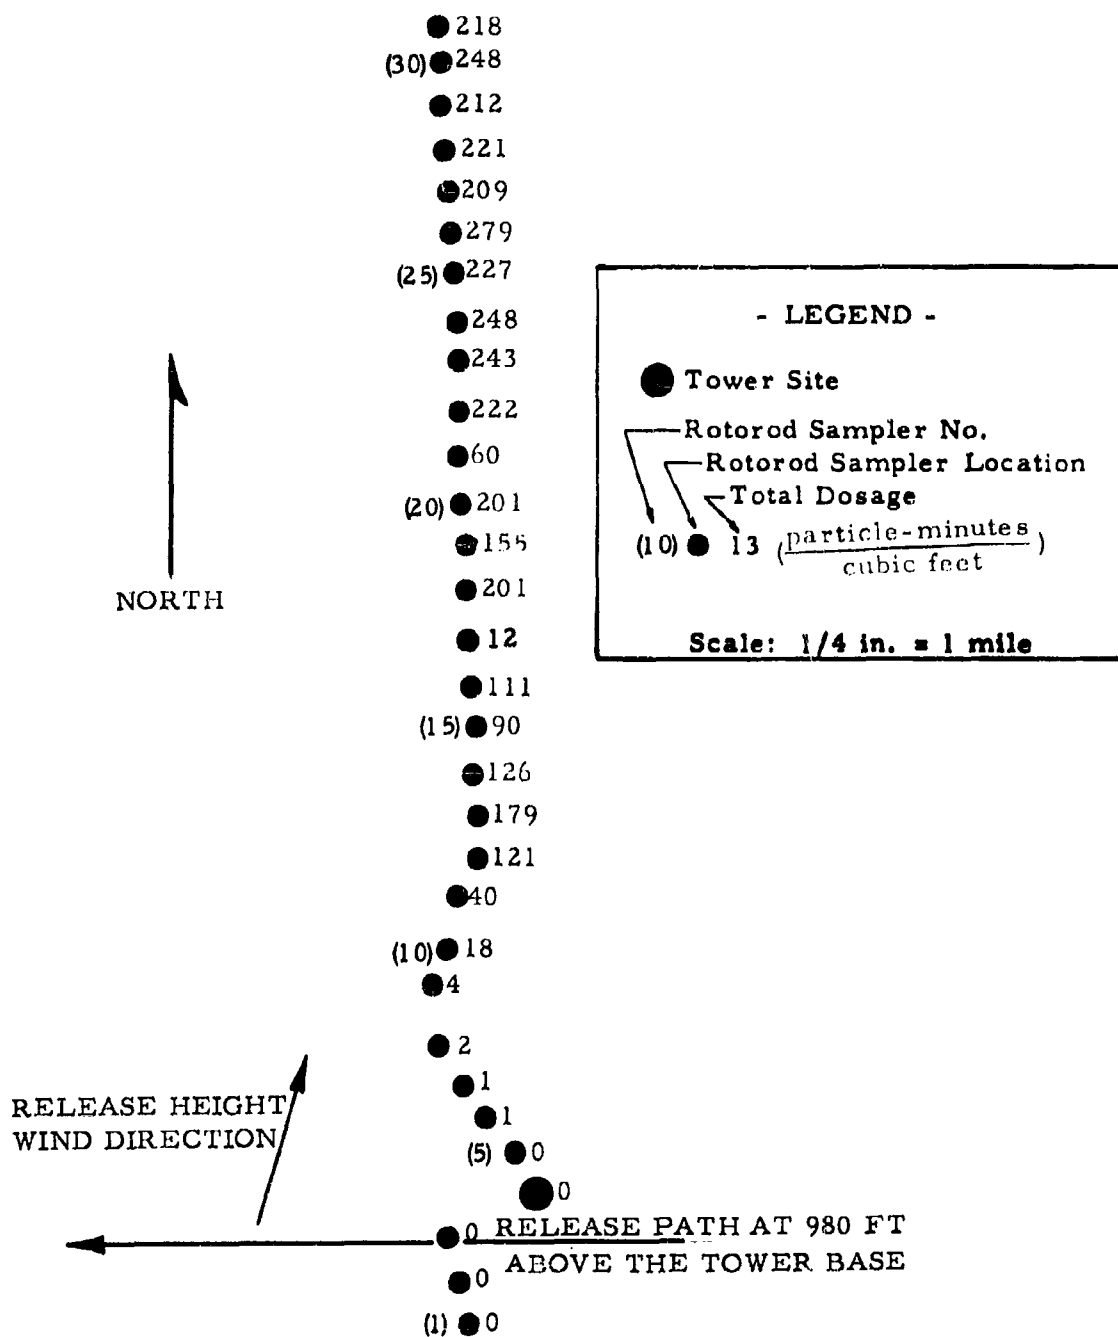 218
(30) 248
212
221
209
279
(25) 227
248
243
222
60
(20) 201
155
201
12
111
(15) 90
126
179
121
40
(10) 18
4
2
1
1
(5) 0
0
0
0
(1) 0
NORTH
- LEGEND -
Tower Site
Rotorod Sampler No.
Rotorod Sampler Location
Total Dosage
(10) 13 (particle-minutes
cubic feet)
Scale: 1/4 in. = 1 mile
RELEASE HEIGHT
WIND DIRECTION
RELEASE PATH AT 980 FT
ABOVE THE TOWER BASE